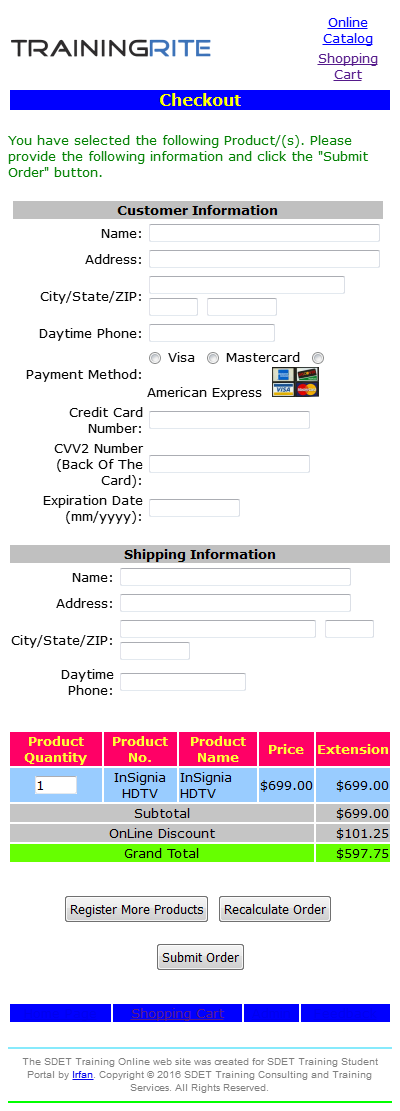 TRAININGRITE
Online
Catalog
Shopping
Cart
Checkout
You have selected the following Product/(s). Please
provide the following information and click the "Submit
Order" button.
Customer Information
Name:
Address:
City/State/ZIP:
Daytime Phone:
Payment Method:
Visa Mastercard
American Express
Credit Card
Number:
CVV2 Number
(Back Of The
Card):
Expiration Date
(mm/yyyy):
Shipping Information
Name:
Address:
City/State/ZIP:
Daytime
Phone:
Product Quantity Product No. Product Name Price Extension
1 InSignia HDTV InSignia HDTV $699.00 $699.00
Subtotal $699.00
OnLine Discount $101.25
Grand Total $597.75
Register More Products Recalculate Order
Submit Order
Shopping Cart
The SDET Training Online web site was created for SDET Training Student
Portal by Irfan. Copyright © 2016 SDET Training Consulting and Training
Services. All Rights Reserved.